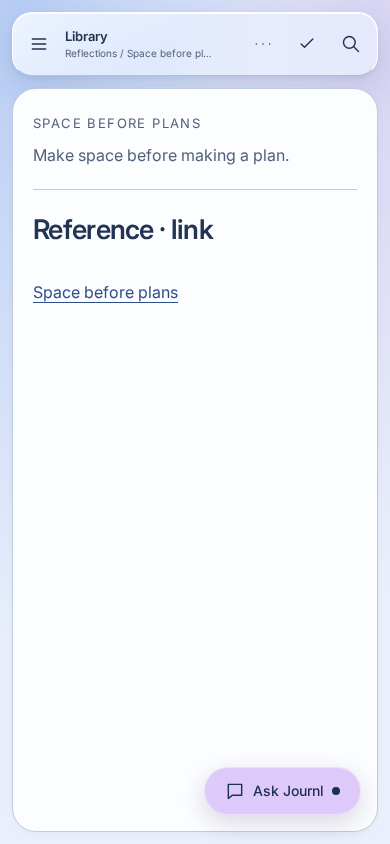 Library
Reflections / Space before pl...
SPACE BEFORE PLANS
Make space before making a plan.
Reference · link
Space before plans
Ask Journl